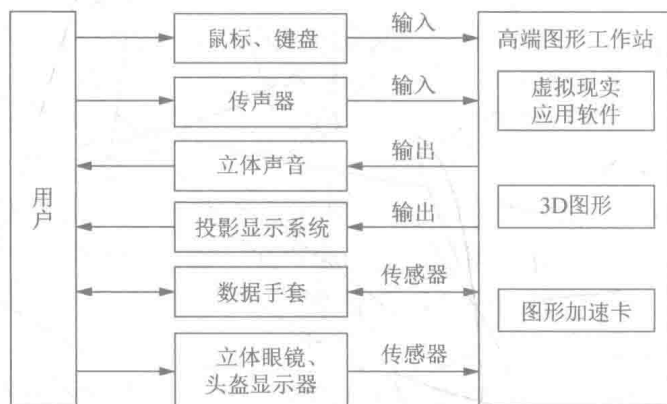 用户
鼠标、键盘
传声器
立体声音
投影显示系统
数据手套
立体眼镜、
头盔显示器
输入
输入
输出
输出
传感器
传感器
高端图形工作站
虚拟现实
应用软件
3D图形
图形加速卡